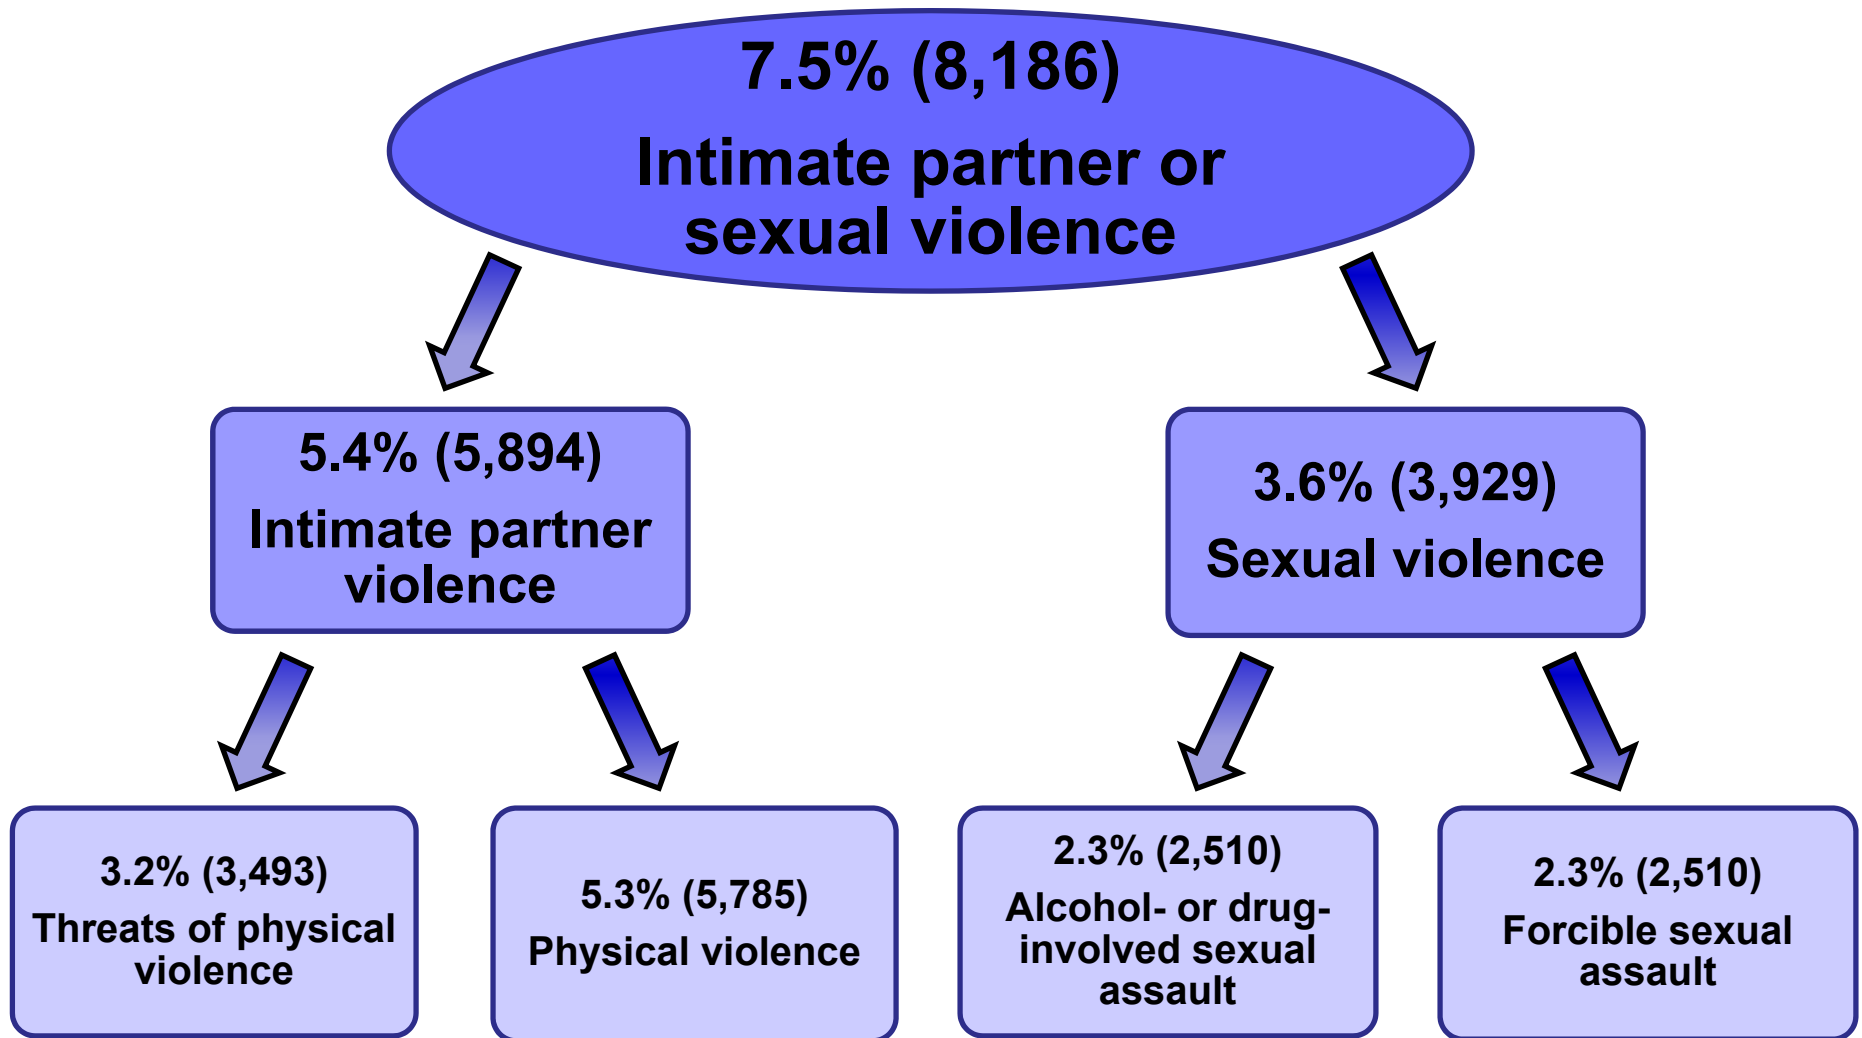 7.5% (8,186)
Intimate partner or
sexual violence
5.4% (5,894)
Intimate partner
violence
3.6% (3,929)
Sexual violence
3.2% (3,493)
Threats of physical
violence
5.3% (5,785)
Physical violence
2.3% (2,510)
Alcohol- or drug-
involved sexual
assault
2.3% (2,510)
Forcible sexual
assault